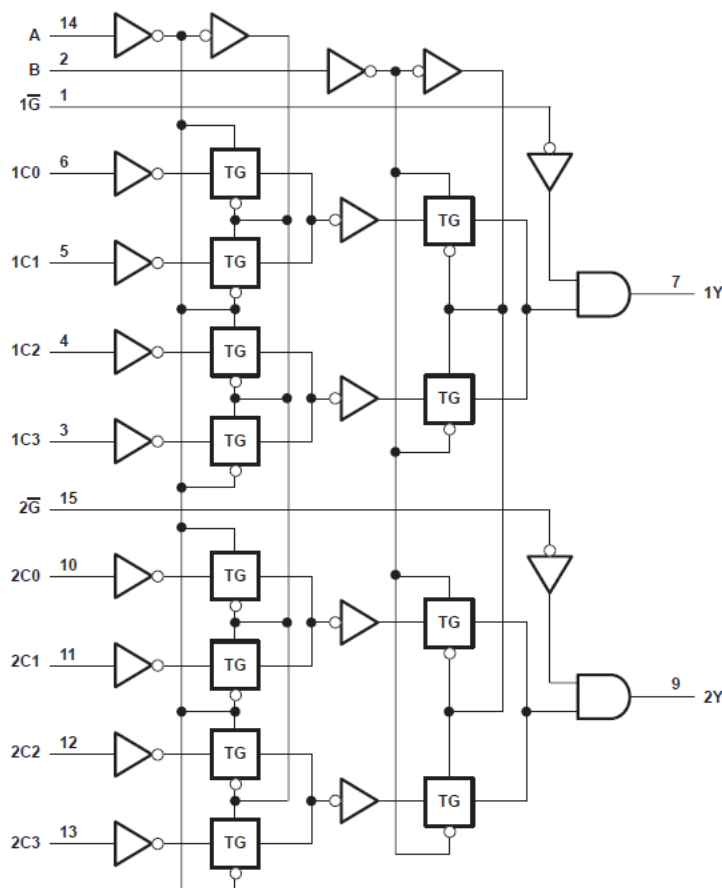 A 14
B 2
1G̅ 1
1C0 6
TG
TG
1C1 5
TG
1C2 4
TG
TG
1C3 3
TG
7 1Y
2G̅ 15
2C0 10
TG
TG
2C1 11
TG
2C2 12
TG
TG
2C3 13
TG
9 2Y